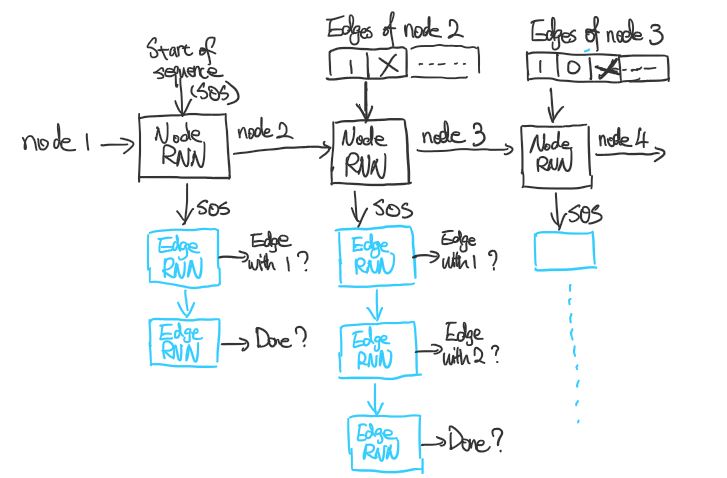 Edges of node 2
Edges of node 3
Start of
sequence
(SOS)
1 X -----
1 0 X -----
node 1
Node
RNN
node 2
Node
RNN
node 3
Node
RNN
node 4
SOS
SOS
SOS
Edge
RNN
Edge
with 1 ?
Edge
RNN
Edge
with 1 ?
Edge
RNN
Done ?
Edge
RNN
Edge
with 2 ?
Edge
RNN
Done ?